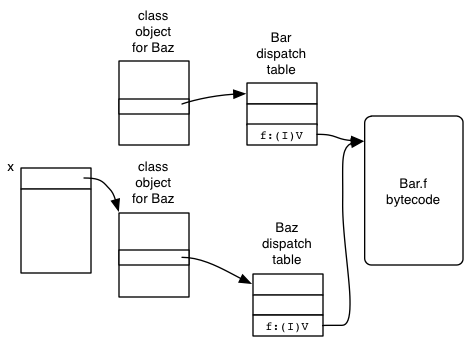 class
object
for Baz
Bar
dispatch
table
f:(I)V
Bar.f
bytecode
x
class
object
for Baz
Baz
dispatch
table
f:(I)V